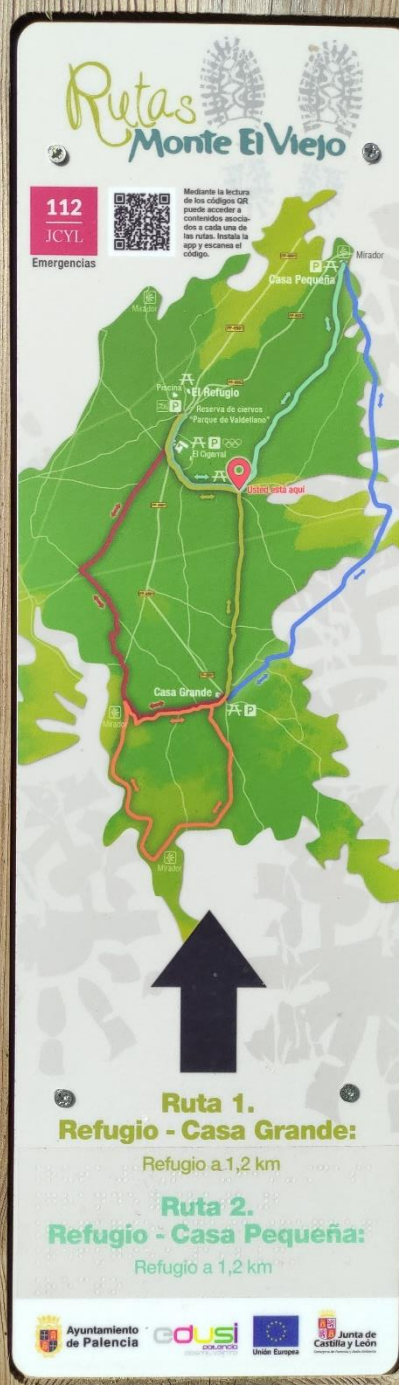 Rutas
Monte El Viejo
112
JCYL
Emergencias
Mediante la lectura
de los códigos QR
puede acceder a
contenidos asocia-
dos a cada una de
las rutas. Instala la
app y escanea el
código.
Mirador
Casa Pequeña
Mirador
Piscina
El Refugio
Reserva de ciervos
"Parque de Valdellano"
El Cigarral
Usted está aquí
Casa Grande
Mirador
Mirador
Ruta 1.
Refugio - Casa Grande:
Refugio a 1,2 km
Ruta 2.
Refugio - Casa Pequeña:
Refugio a 1,2 km
Ayuntamiento
de Palencia
edusi
palencia
Unión Europea
Junta de
Castilla y León